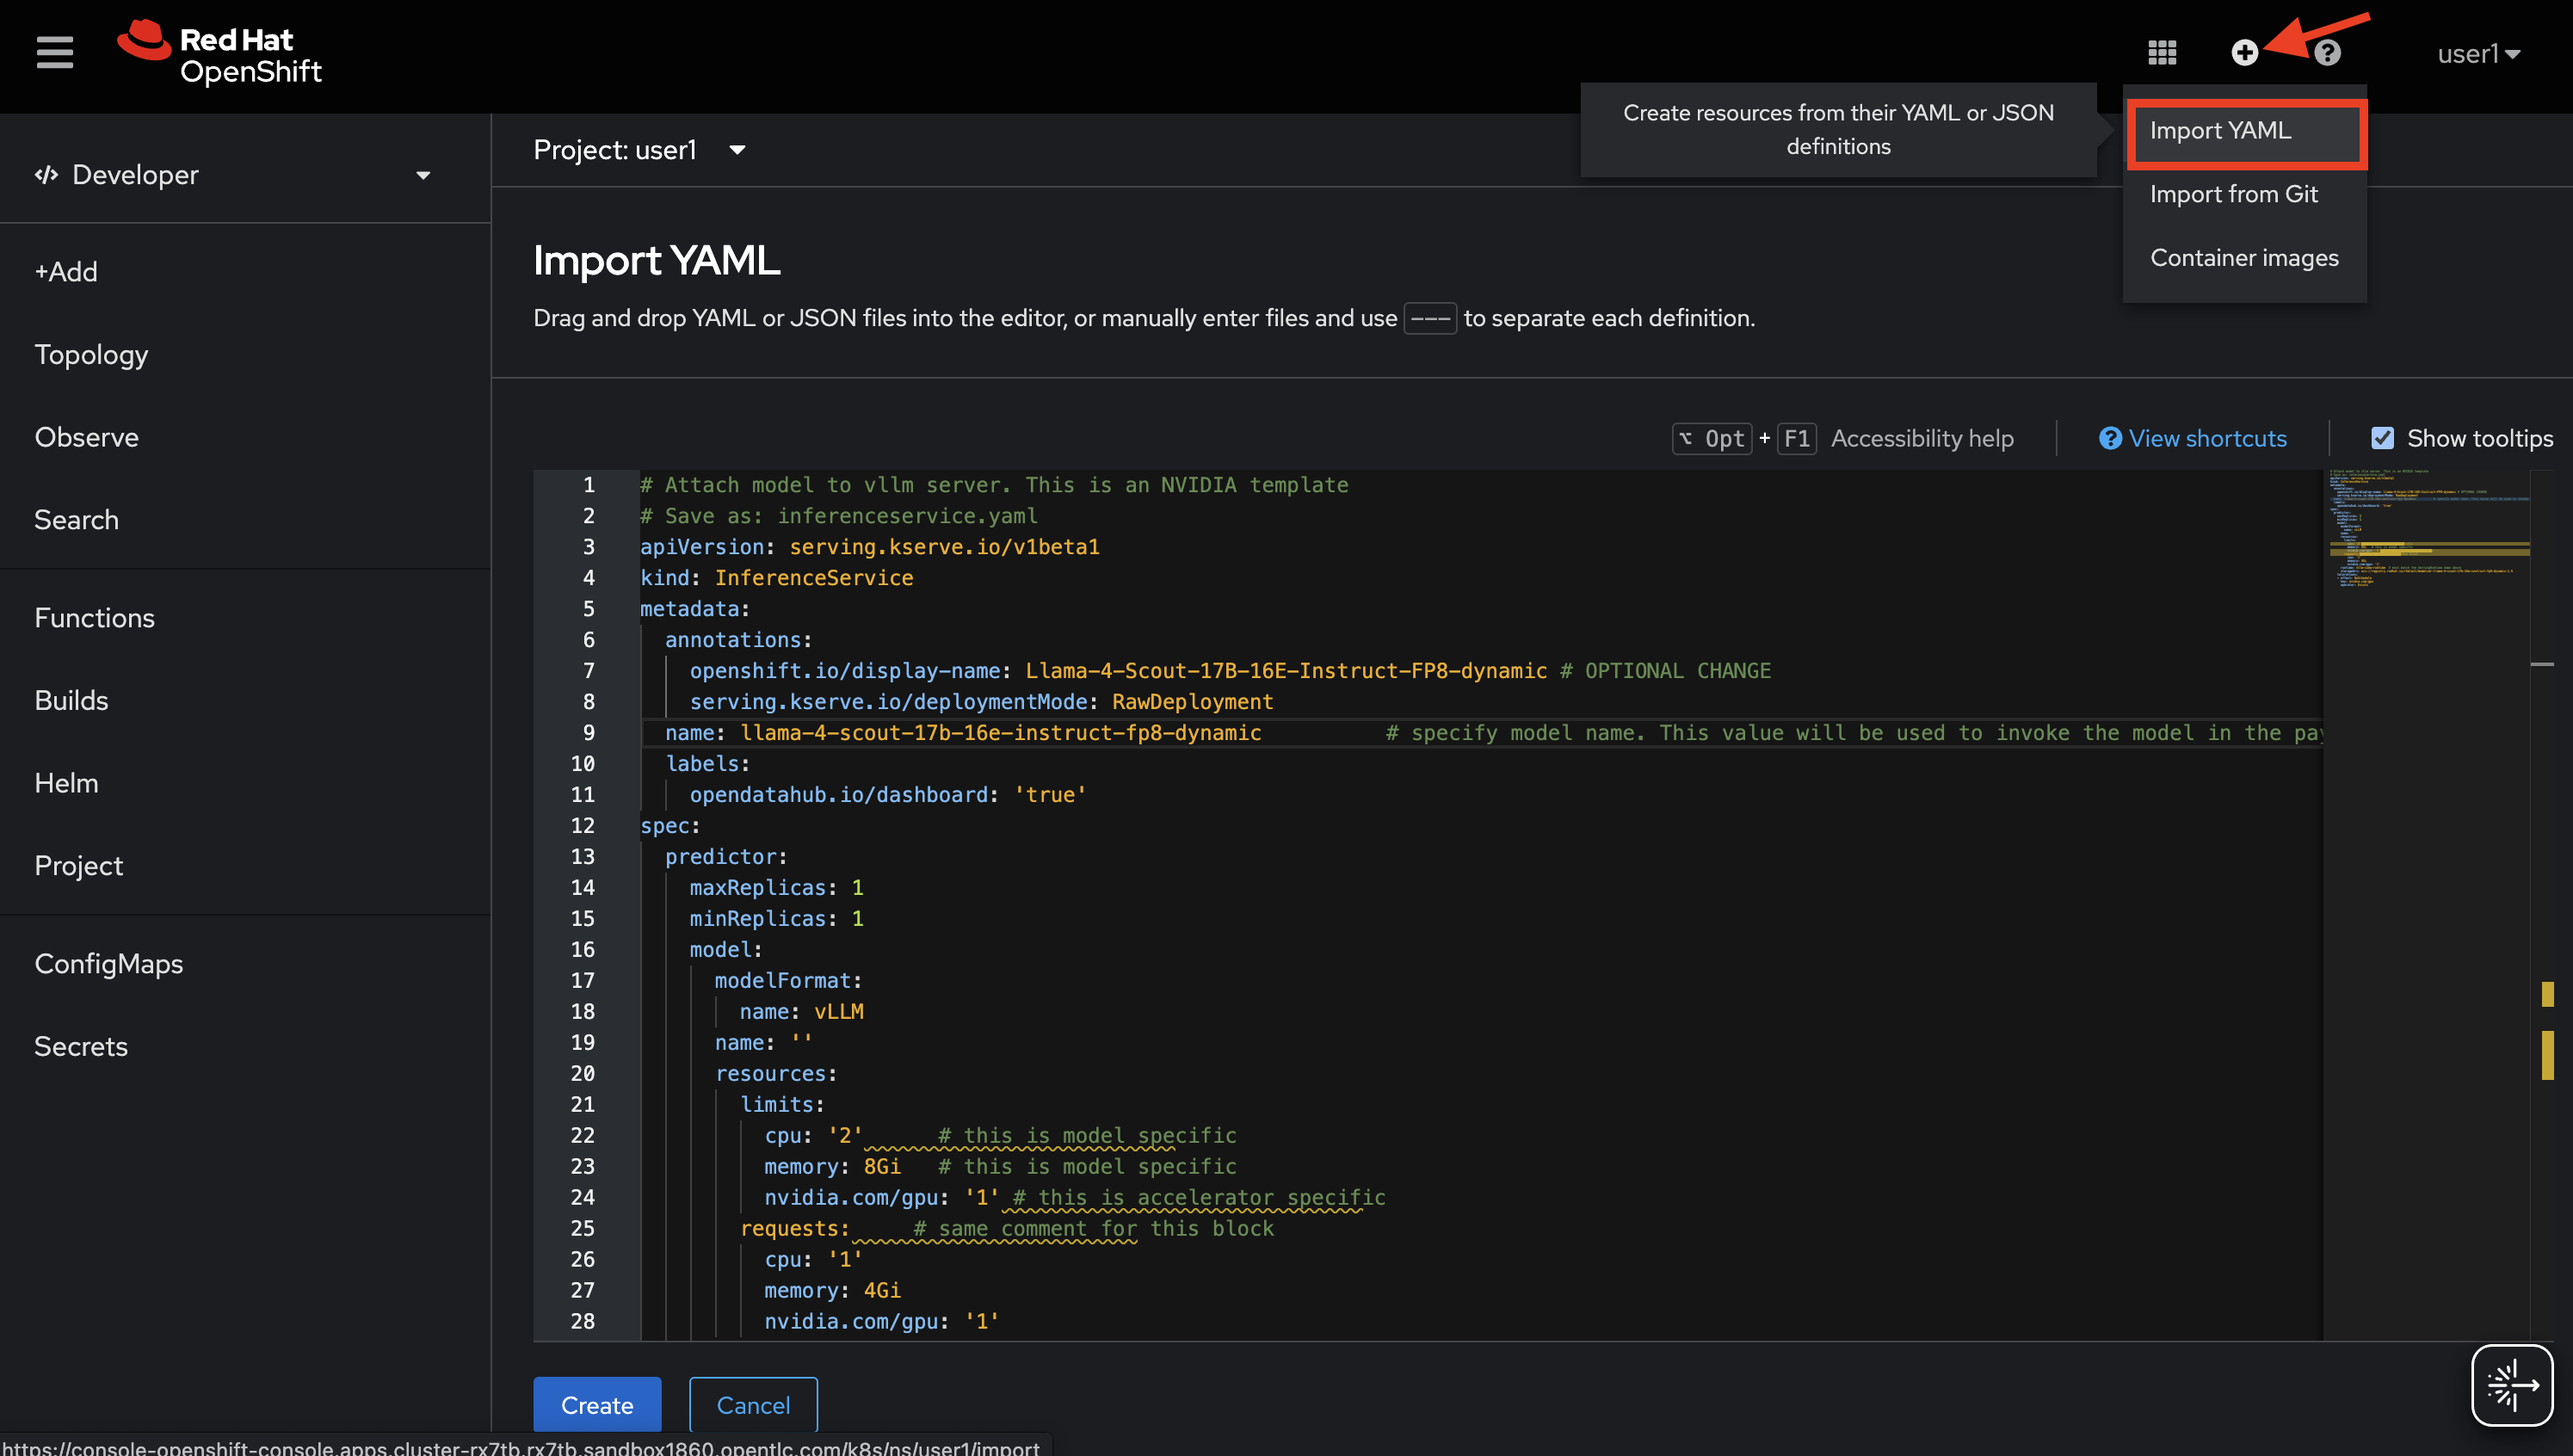 Red Hat
OpenShift
user1
Create resources from their YAML or JSON
definitions
Import YAML
Import from Git
Container images
Developer
+Add
Topology
Observe
Search
Functions
Builds
Helm
Project
ConfigMaps
Secrets
Project: user1
Import YAML
Drag and drop YAML or JSON files into the editor, or manually enter files and use --- to separate each definition.
⌥ Opt + F1 Accessibility help
View shortcuts
Show tooltips
1 # Attach model to vllm server. This is an NVIDIA template
2 # Save as: inferenceservice.yaml
3 apiVersion: serving.kserve.io/v1beta1
4 kind: InferenceService
5 metadata:
6 annotations:
7 openshift.io/display-name: Llama-4-Scout-17B-16E-Instruct-FP8-dynamic # OPTIONAL CHANGE
8 serving.kserve.io/deploymentMode: RawDeployment
9 name: llama-4-scout-17b-16e-instruct-fp8-dynamic # specify model name. This value will be used to invoke the model in the pay
10 labels:
11 opendatahub.io/dashboard: 'true'
12 spec:
13 predictor:
14 maxReplicas: 1
15 minReplicas: 1
16 model:
17 modelFormat:
18 name: vLLM
19 name: ''
20 resources:
21 limits:
22 cpu: '2' # this is model specific
23 memory: 8Gi # this is model specific
24 nvidia.com/gpu: '1' # this is accelerator specific
25 requests: # same comment for this block
26 cpu: '1'
27 memory: 4Gi
28 nvidia.com/gpu: '1'
Create
Cancel
https://console-openshift-console.apps.cluster-rx7tb.rx7tb.sandbox1860.opentlc.com/k8s/ns/user1/import